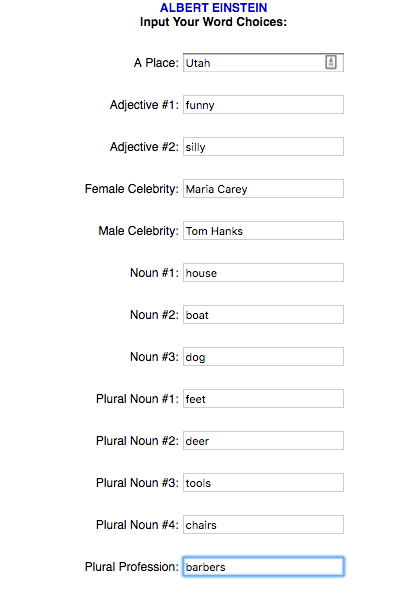 ALBERT EINSTEIN
Input Your Word Choices:
A Place: Utah
Adjective #1: funny
Adjective #2: silly
Female Celebrity: Maria Carey
Male Celebrity: Tom Hanks
Noun #1: house
Noun #2: boat
Noun #3: dog
Plural Noun #1: feet
Plural Noun #2: deer
Plural Noun #3: tools
Plural Noun #4: chairs
Plural Profession: barbers